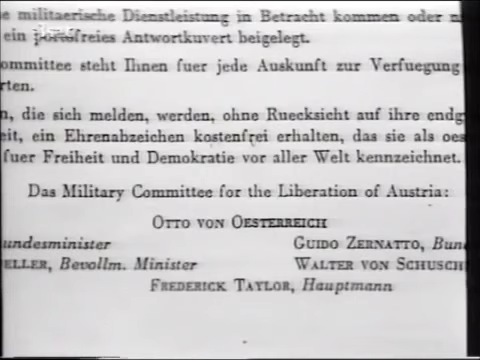 e militaerische Dienstleistung in Betracht kommen oder n
ein portofreies Antwortkuvert beigelegt.
ommittee steht Ihnen fuer jede Auskunft zur Verfuegung
rten.
n, die sich melden, werden, ohne Ruecksicht auf ihre endg
eit, ein Ehrenabzeichen kostenfrei erhalten, das sie als oes
fuer Freiheit und Demokratie vor aller Welt kennzeichnet.
Das Military Committee for the Liberation of Austria:
OTTO VON OESTERREICH
undesminister GUIDO ZERNATTO, Bun
ELLER, Bevollm. Minister WALTER VON SCHUSCH
FREDERICK TAYLOR, Hauptmann